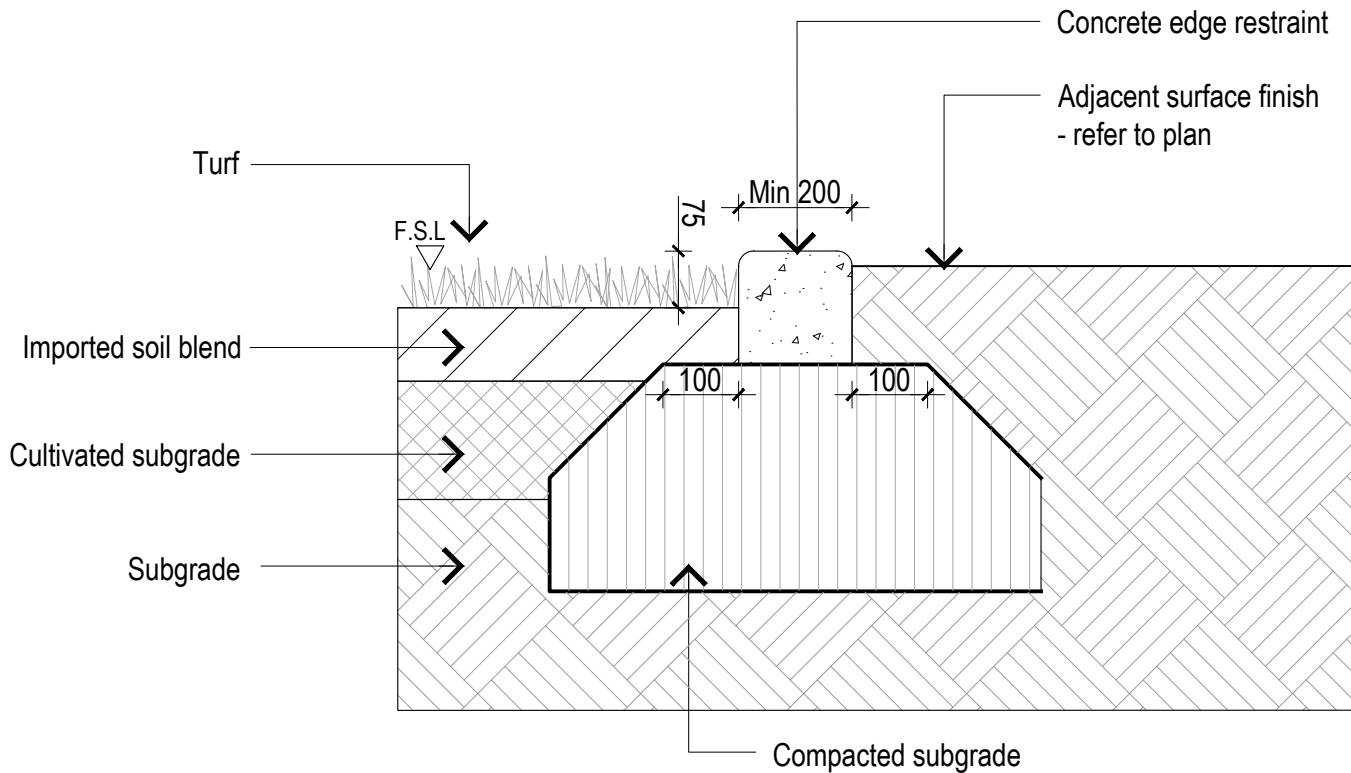 Concrete edge restraint
Adjacent surface finish
- refer to plan
Turf
Min 200
75
F.S.L
Imported soil blend
100
100
Cultivated subgrade
Subgrade
Compacted subgrade